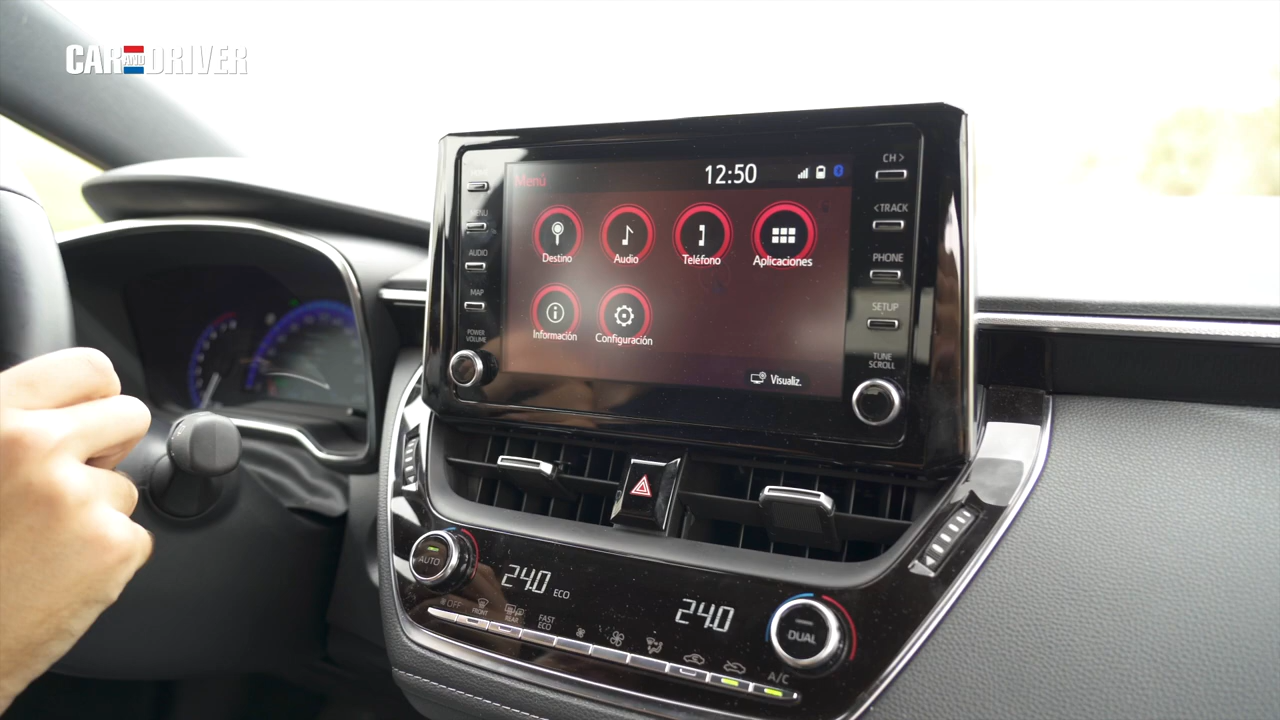 CAR AND DRIVER
Menú
12:50
Destino
Audio
Teléfono
Aplicaciones
Información
Configuración
Visualiz.
MENU
AUDIO
MAP
POWER
VOLUME
CH >
< TRACK
PHONE
SETUP
TUNE
SCROLL
AUTO
24.0 ECO
24.0
DUAL
OFF
FRONT
REAR
FAST
ECO
A/C